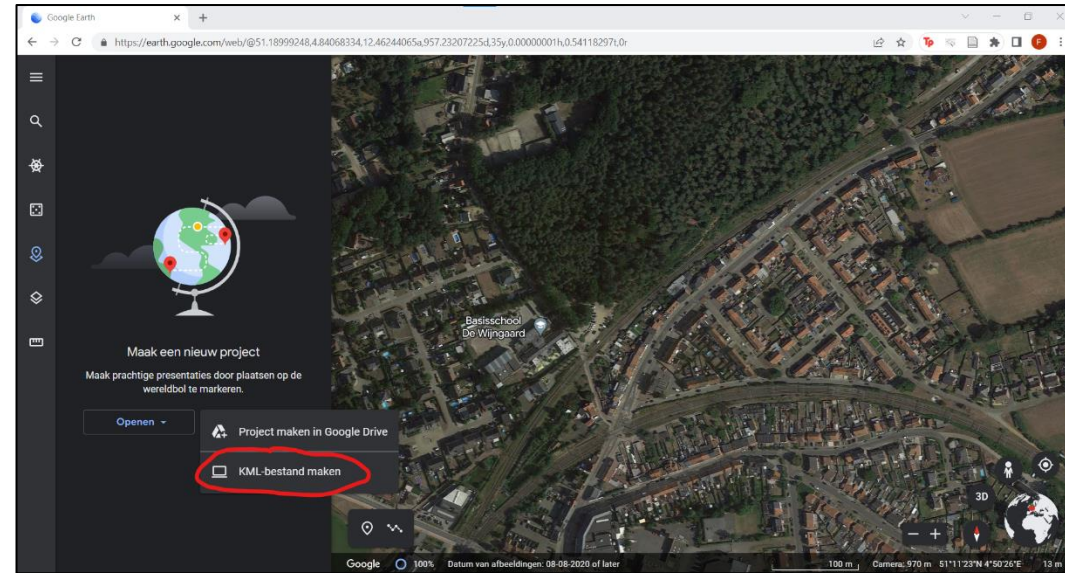 Google Earth
https://earth.google.com/web/@51.18999248,4.84068334,12.46244065a,957.23207225d,35y,0.00000001h,0.54118297t,0r
Tp
F
Basisschool
De Wijngaard
Maak een nieuw project
Maak prachtige presentaties door plaatsen op de
wereldbol te markeren.
Openen
Project maken in Google Drive
KML-bestand maken
3D
Google
100%
Datum van afbeeldingen: 08-08-2020 of later
100 m
Camera: 970 m
51°11'23"N 4°50'26"E
13 m